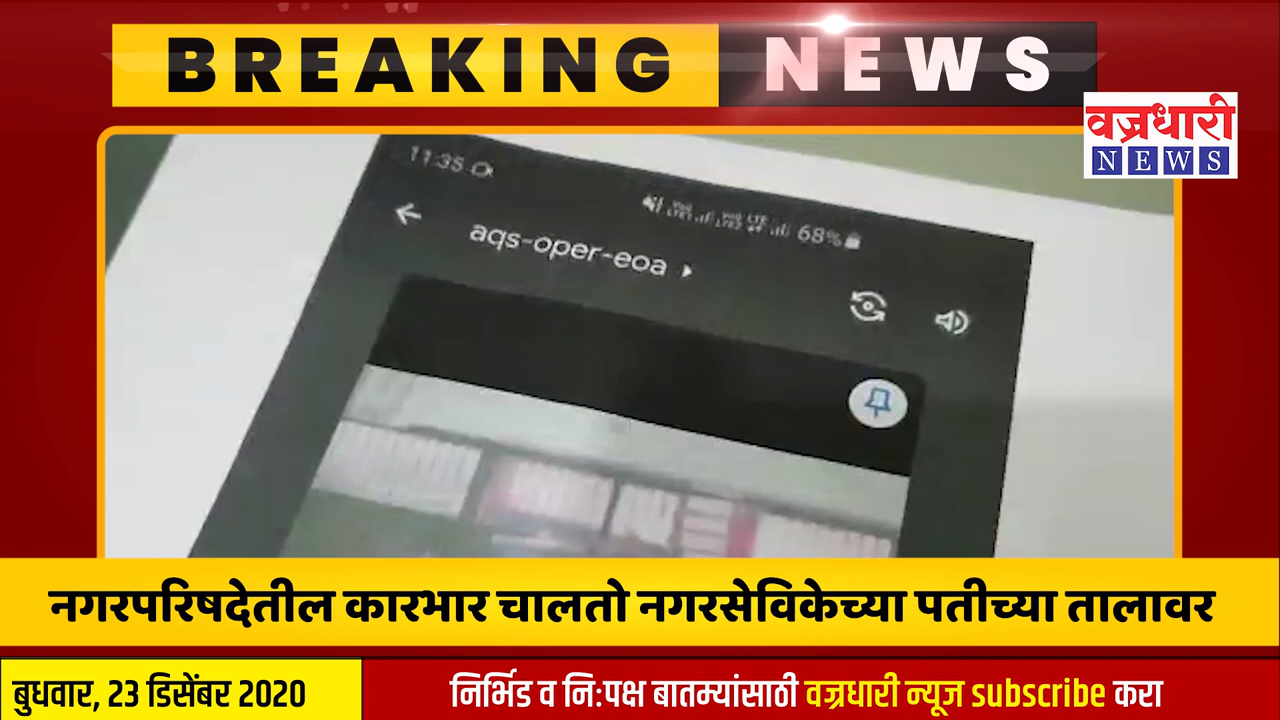 BREAKING NEWS
वज्रधारी
NEWS
11:35
68%
aqs-oper-eoa
नगरपरिषदेतील कारभार चालतो नगरसेविकेच्या पतीच्या तालावर
बुधवार, 23 डिसेंबर 2020
निर्भिड व नि:पक्ष बातम्यांसाठी वज्रधारी न्यूज subscribe करा